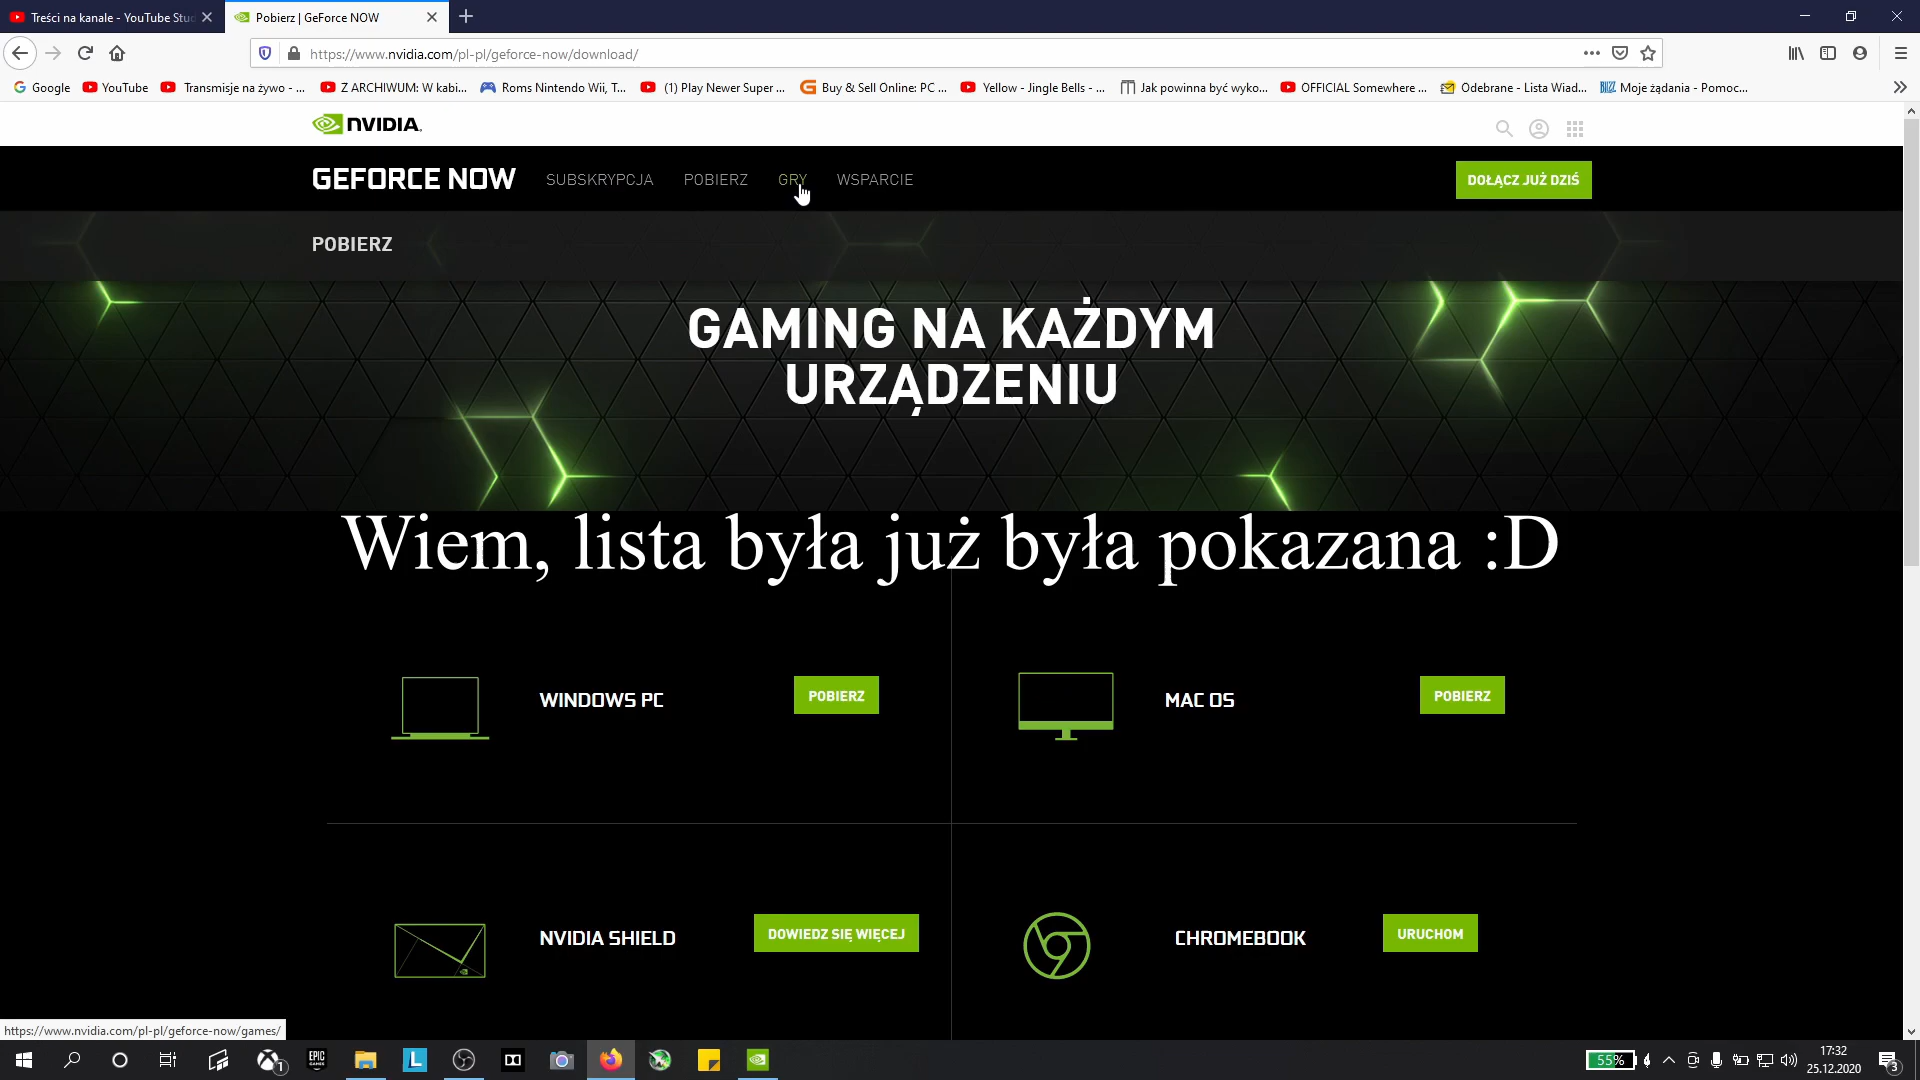 Treści na kanale - YouTube Stud
Pobierz | GeForce NOW
https://www.nvidia.com/pl-pl/geforce-now/download/
Google
YouTube
Transmisje na żywo - ...
Z ARCHIWUM: W kabi...
Roms Nintendo Wii, T...
(1) Play Newer Super ...
Buy & Sell Online: PC ...
Yellow - Jingle Bells - ...
Jak powinna być wyko...
OFFICIAL Somewhere ...
Odebrane - Lista Wiad...
Moje żądania - Pomoc...
NVIDIA.
GEFORCE NOW
SUBSKRYPCJA
POBIERZ
GRY
WSPARCIE
DOŁĄCZ JUŻ DZIŚ
POBIERZ
GAMING NA KAŻDYM
URZĄDZENIU
Wiem, lista była już była pokazana :D
WINDOWS PC
POBIERZ
MAC OS
POBIERZ
NVIDIA SHIELD
DOWIEDZ SIĘ WIĘCEJ
CHROMEBOOK
URUCHOM
https://www.nvidia.com/pl-pl/geforce-now/games/
1
EPIC
GAMES
L
55%
17:32
25.12.2020
3